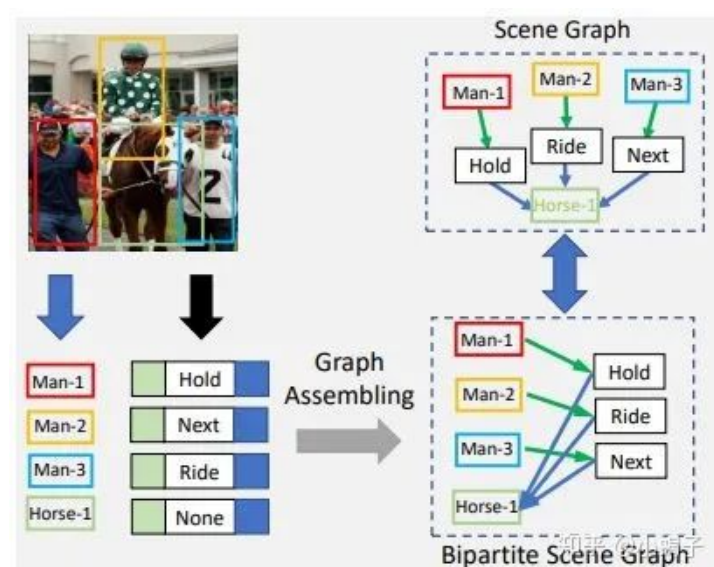 Scene Graph
Man-1
Man-2
Man-3
Hold
Ride
Next
Horse-1
2
Man-1
Man-2
Man-3
Horse-1
Hold
Next
Ride
None
Graph
Assembling
Man-1
Man-2
Man-3
Horse-1
Hold
Ride
Next
Bipartite Scene Graph